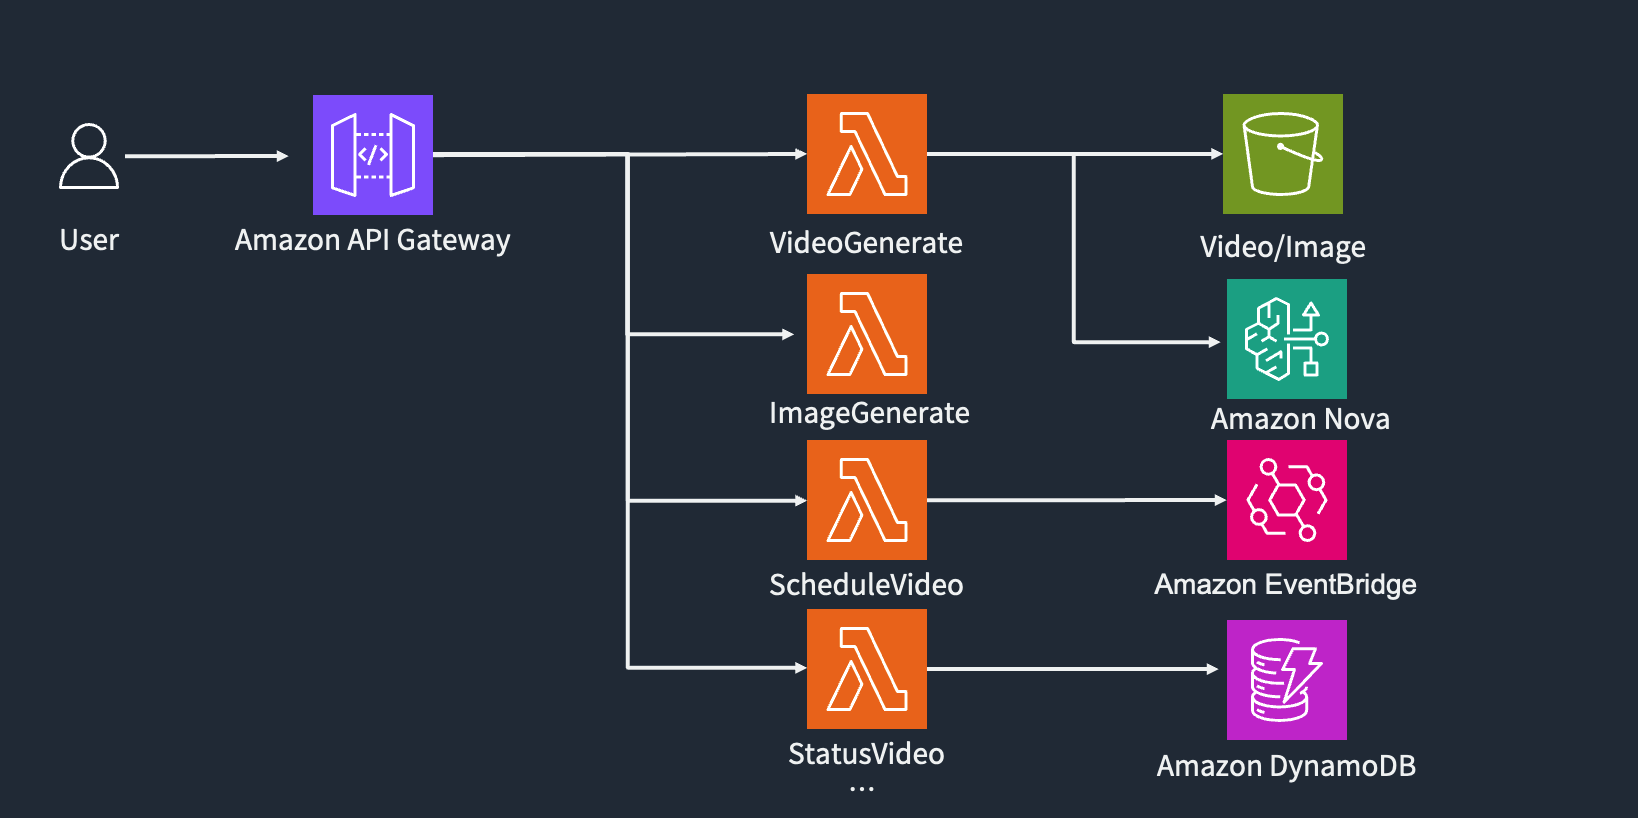 User
Amazon API Gateway
</>
VideoGenerate
Video/Image
ImageGenerate
Amazon Nova
ScheduleVideo
Amazon EventBridge
StatusVideo
...
Amazon DynamoDB